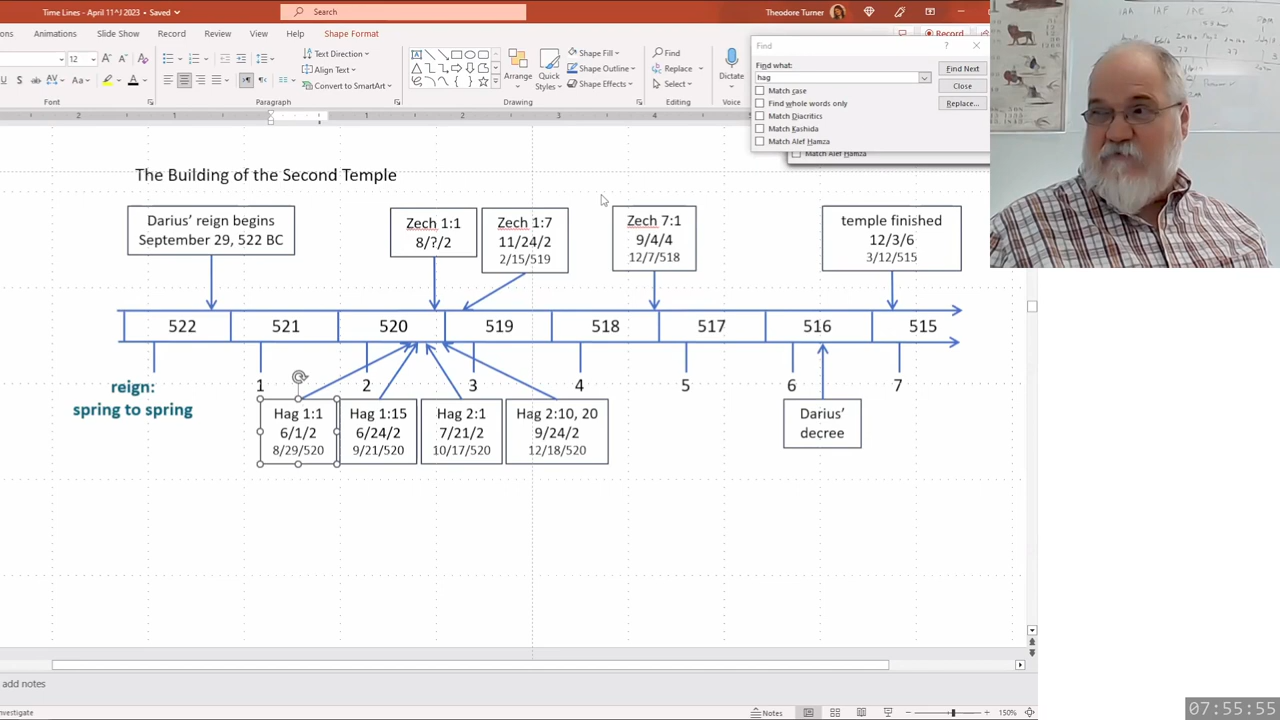 Time Lines - April 11^J 2023 • Saved
Search
Theodore Turner
Animations
Slide Show
Record
Review
View
Help
Shape Format
Record
12
Aa
Text Direction
Align Text
Convert to SmartArt
Font
Paragraph
Arrange
Quick
Styles
Shape Fill
Shape Outline
Shape Effects
Drawing
Find
Replace
Select
Editing
Dictate
Find
?
Find what:
hag
Match case
Find whole words only
Match Diacritics
Match Kashida
Match Alef Hamza
Find Next
Close
Replace...
Match Alef Hamza
The Building of the Second Temple
Darius’ reign begins
September 29, 522 BC
Zech 1:1
8/?/2
Zech 1:7
11/24/2
2/15/519
Zech 7:1
9/4/4
12/7/518
temple finished
12/3/6
3/12/515
522
521
520
519
518
517
516
515
reign:
spring to spring
1
2
3
4
5
6
7
Hag 1:1
6/1/2
8/29/520
Hag 1:15
6/24/2
9/21/520
Hag 2:1
7/21/2
10/17/520
Hag 2:10, 20
9/24/2
12/18/520
Darius’
decree
add notes
nvestigate
Notes
150%
07:55:55